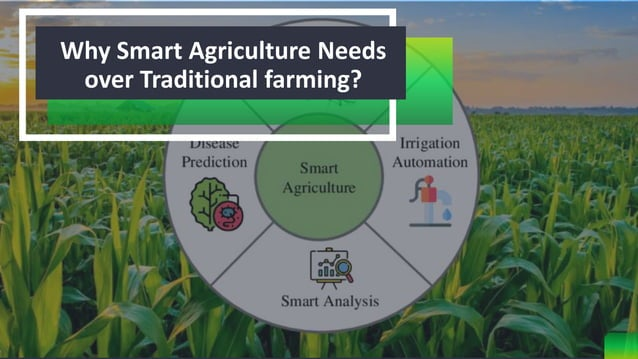 Why Smart Agriculture Needs
over Traditional farming?
Disease
Prediction
Irrigation
Automation
Smart
Agriculture
Smart Analysis